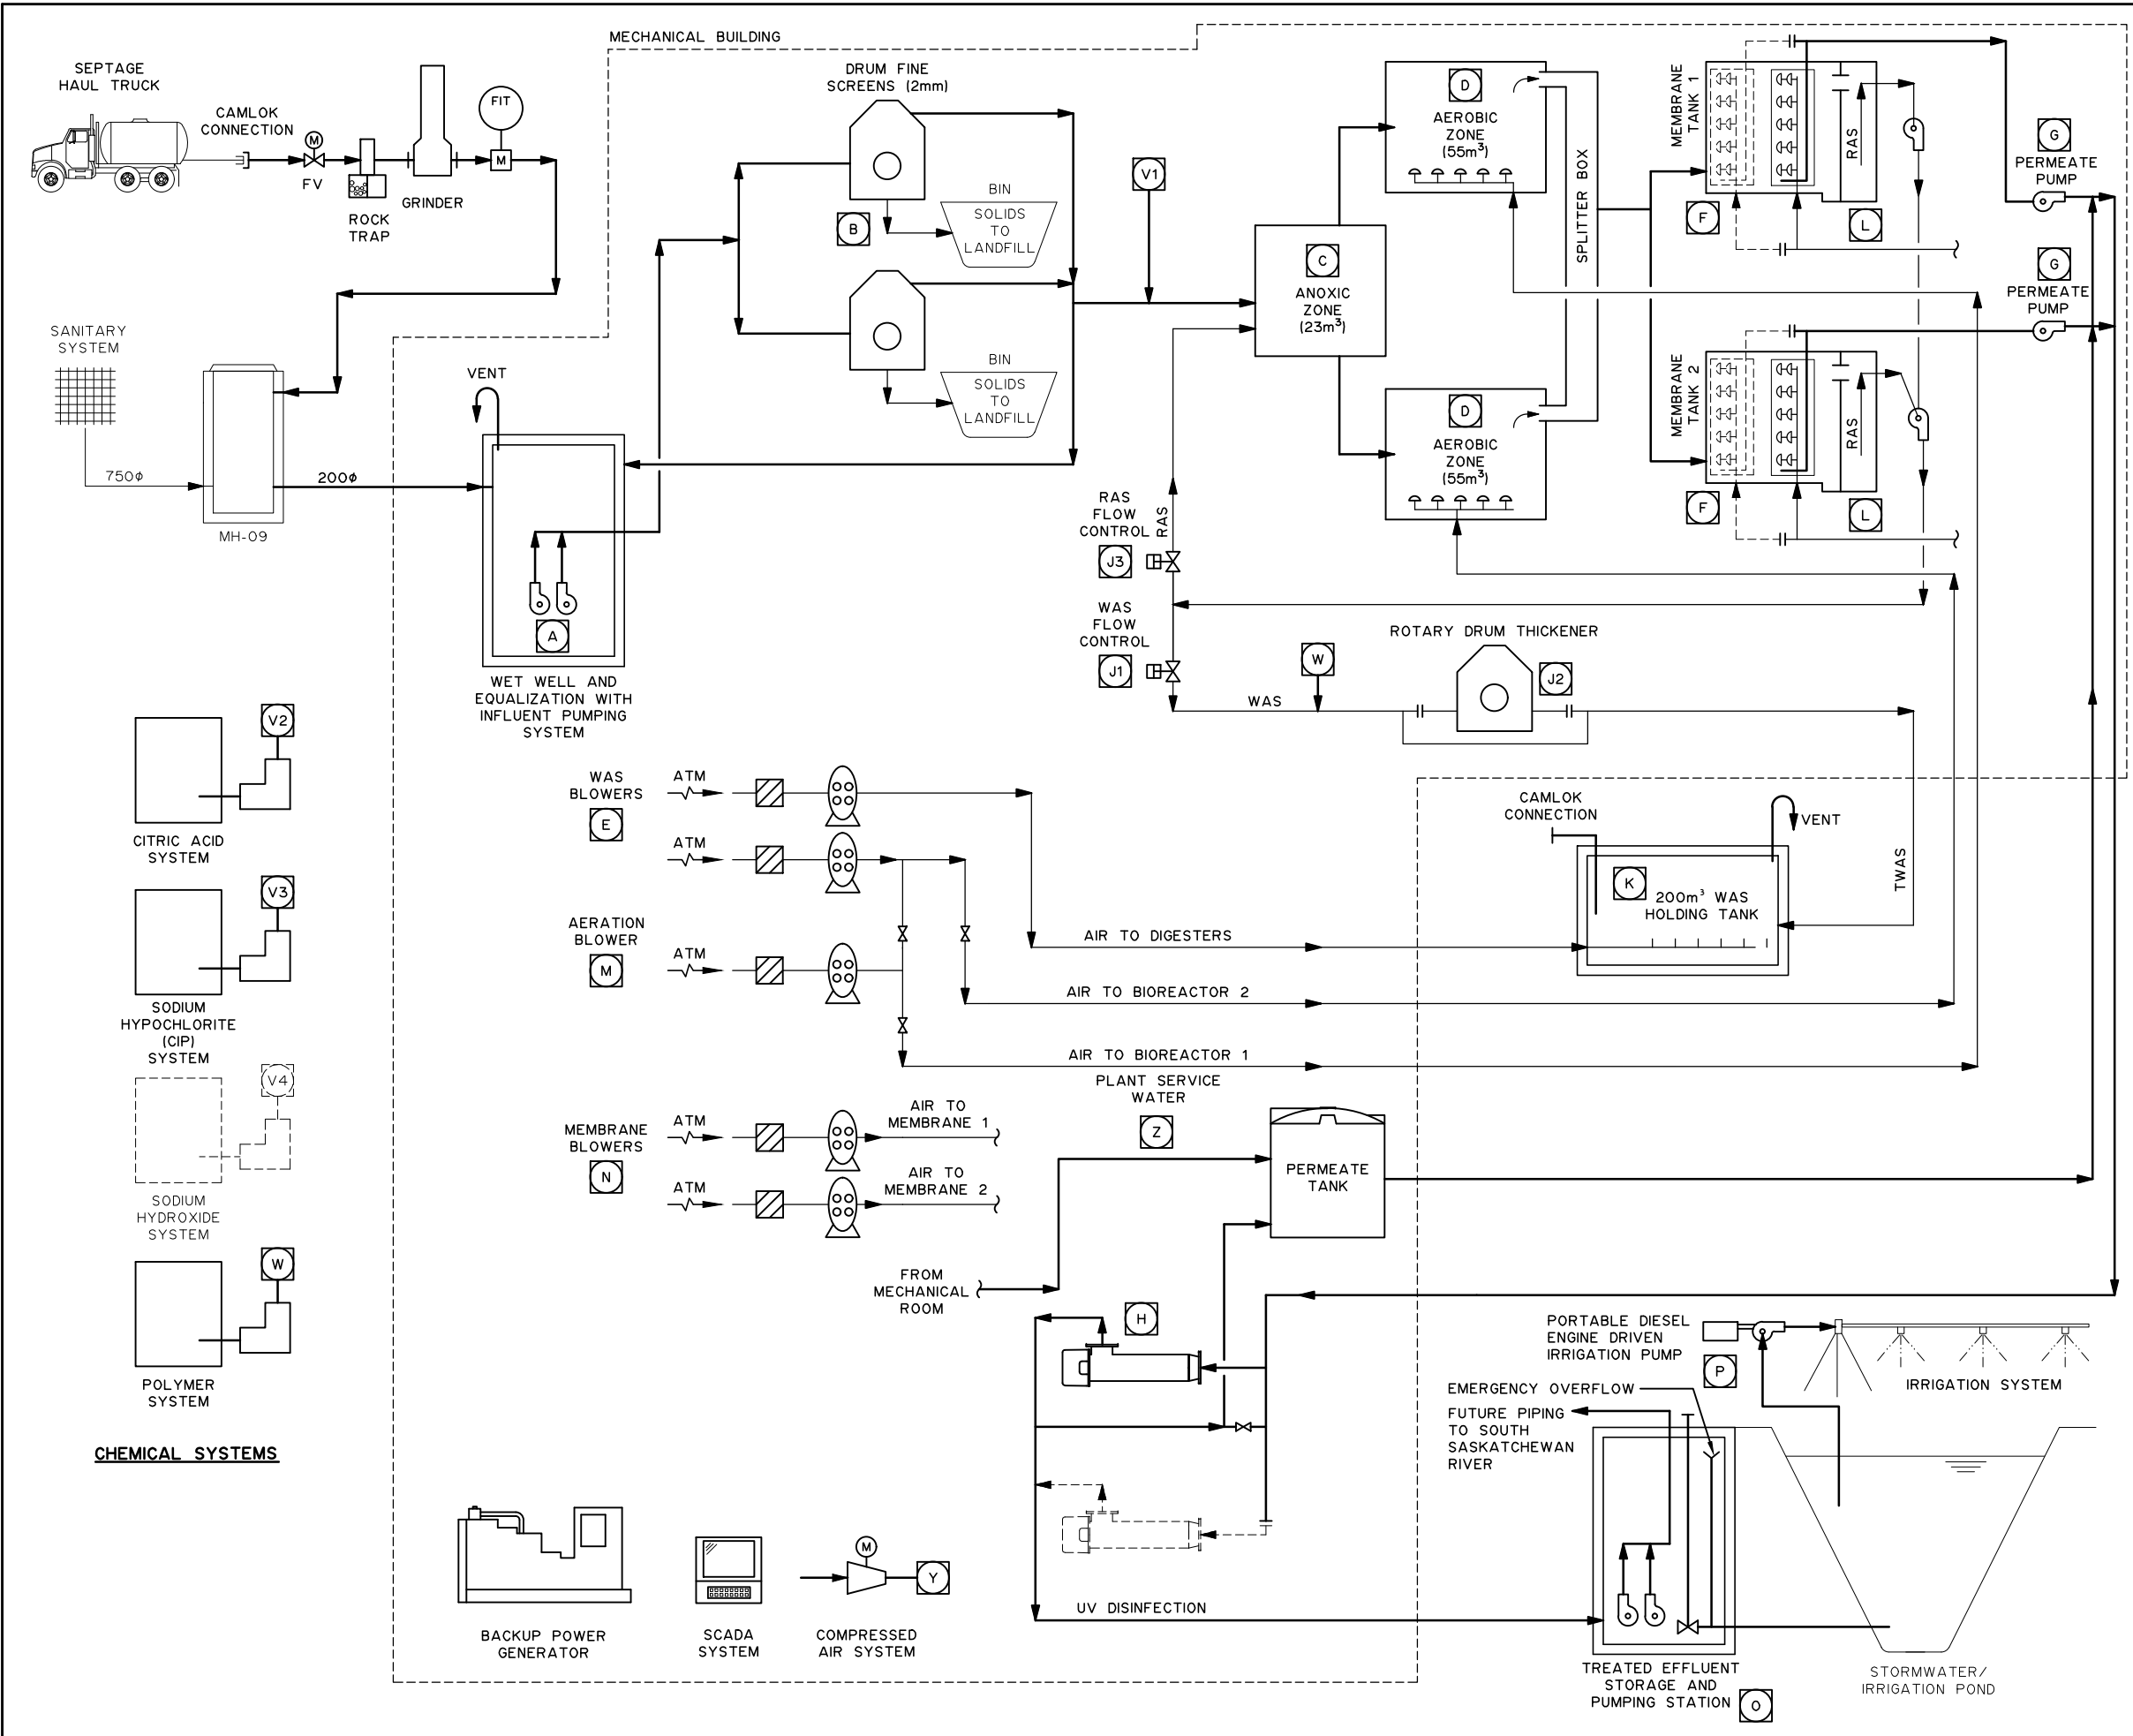 MECHANICAL BUILDING
SEPTAGE
HAUL TRUCK
CAMLOK
CONNECTION
M
FV
ROCK
TRAP
GRINDER
FIT
M
SANITARY
SYSTEM
750ø
MH-09
200ø
VENT
A
WET WELL AND
EQUALIZATION WITH
INFLUENT PUMPING
SYSTEM
DRUM FINE
SCREENS (2mm)
B
BIN
SOLIDS
TO
LANDFILL
BIN
SOLIDS
TO
LANDFILL
V1
C
ANOXIC
ZONE
(23m³)
D
AEROBIC
ZONE
(55m³)
D
AEROBIC
ZONE
(55m³)
SPLITTER BOX
MEMBRANE
TANK 1
RAS
F
L
G
PERMEATE
PUMP
G
PERMEATE
PUMP
MEMBRANE
TANK 2
RAS
F
L
RAS
FLOW
CONTROL
J3
RAS
WAS
FLOW
CONTROL
J1
WAS
W
ROTARY DRUM THICKENER
J2
TWAS
V2
CITRIC ACID
SYSTEM
V3
SODIUM
HYPOCHLORITE
(CIP)
SYSTEM
V4
SODIUM
HYDROXIDE
SYSTEM
W
POLYMER
SYSTEM
CHEMICAL SYSTEMS
WAS
BLOWERS
E
ATM
ATM
AERATION
BLOWER
M
ATM
AIR TO DIGESTERS
AIR TO BIOREACTOR 2
AIR TO BIOREACTOR 1
CAMLOK
CONNECTION
VENT
K
200m³ WAS
HOLDING TANK
MEMBRANE
BLOWERS
N
ATM
AIR TO
MEMBRANE 1
ATM
AIR TO
MEMBRANE 2
PLANT SERVICE
WATER
Z
PERMEATE
TANK
FROM
MECHANICAL
ROOM
H
UV DISINFECTION
PORTABLE DIESEL
ENGINE DRIVEN
IRRIGATION PUMP
P
IRRIGATION SYSTEM
EMERGENCY OVERFLOW
FUTURE PIPING
TO SOUTH
SASKATCHEWAN
RIVER
TREATED EFFLUENT
STORAGE AND
PUMPING STATION
O
STORMWATER/
IRRIGATION POND
BACKUP POWER
GENERATOR
SCADA
SYSTEM
M
Y
COMPRESSED
AIR SYSTEM